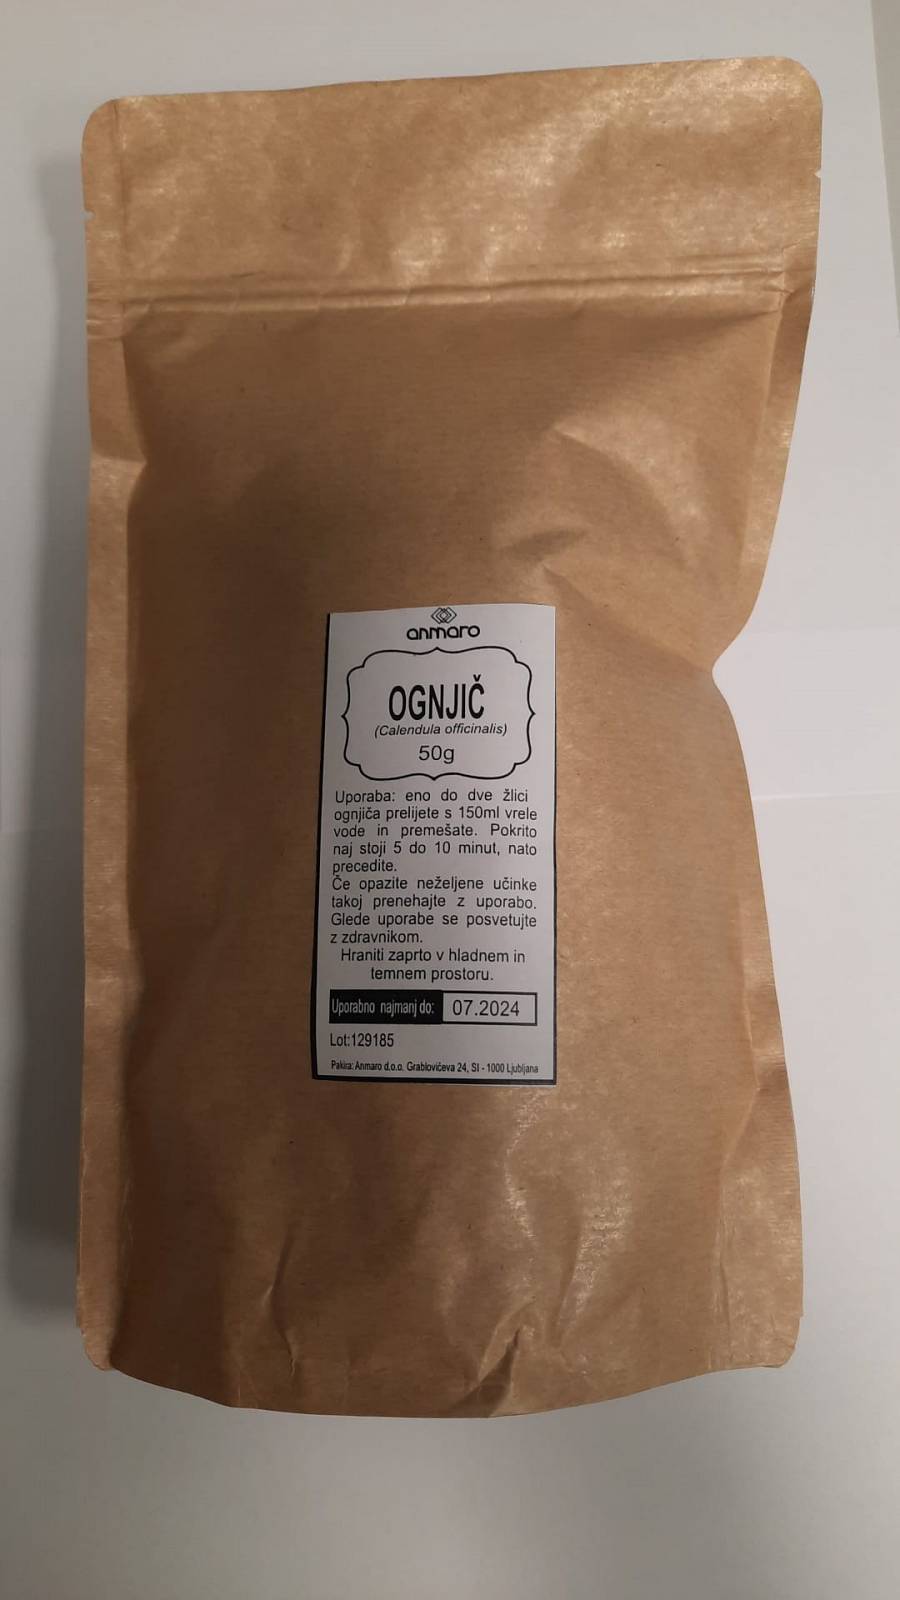 anmaro
OGNJIČ
(Calendula officinalis)
50g
Uporaba: eno do dve žlici
ognjiča prelijete s 150ml vrele
vode in premešate. Pokrito
naj stoji 5 do 10 minut, nato
precedite.
Če opazite neželjene učinke
takoj prenehajte z uporabo.
Glede uporabe se posvetujte
z zdravnikom.
Hraniti zaprto v hladnem in
temnem prostoru.
Uporabno najmanj do: 07.2024
Lot:129185
Pakira: Anmaro d.o.o. Grablovičeva 24, SI - 1000 Ljubljana